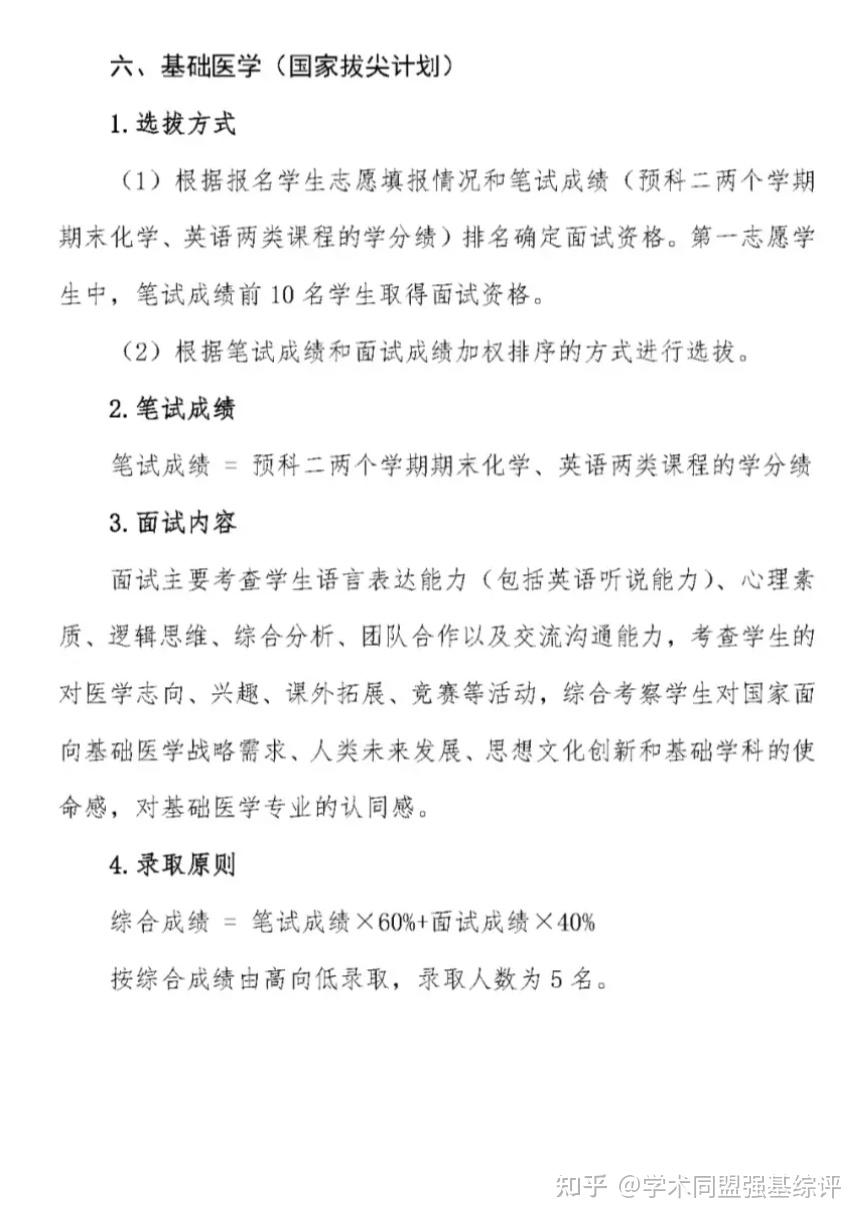 六、基础医学（国家拔尖计划）
1.选拔方式
（1）根据报名学生志愿填报情况和笔试成绩（预科二两个学期
期末化学、英语两类课程的学分绩）排名确定面试资格。第一志愿学
生中，笔试成绩前 10 名学生取得面试资格。
（2）根据笔试成绩和面试成绩加权排序的方式进行选拔。
2.笔试成绩
笔试成绩 = 预科二两个学期期末化学、英语两类课程的学分绩
3.面试内容
面试主要考查学生语言表达能力（包括英语听说能力）、心理素
质、逻辑思维、综合分析、团队合作以及交流沟通能力，考查学生的
对医学志向、兴趣、课外拓展、竞赛等活动，综合考察学生对国家面
向基础医学战略需求、人类未来发展、思想文化创新和基础学科的使
命感，对基础医学专业的认同感。
4.录取原则
综合成绩 = 笔试成绩×60%+面试成绩×40%
按综合成绩由高向低录取，录取人数为 5 名。
知乎 @学术同盟强基综评